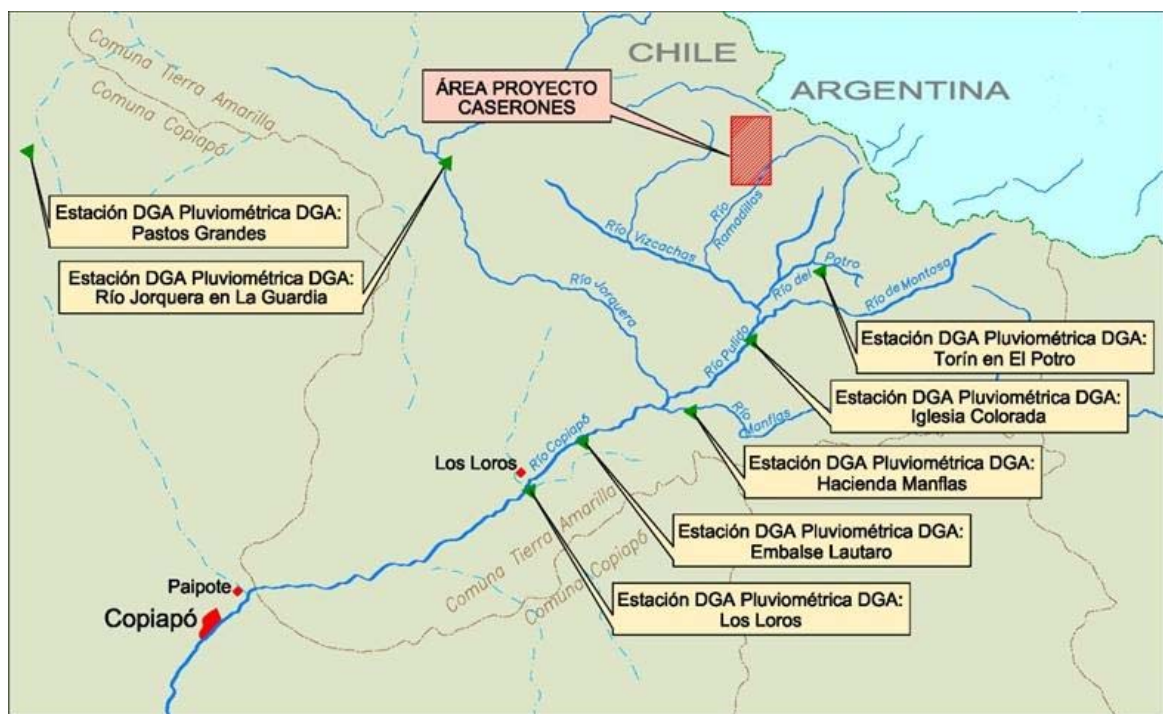 CHILE
ARGENTINA
ÁREA PROYECTO
CASERONES
Comuna Tierra Amarilla
Comuna Copiapó
Estación DGA Pluviométrica DGA:
Pastos Grandes
Estación DGA Pluviométrica DGA:
Río Jorquera en La Guardia
Río Vizcachas
Río
Ramadillas
Río del Potro
Río de Montosa
Río Jorquera
Río Pulido
Estación DGA Pluviométrica DGA:
Torín en El Potro
Estación DGA Pluviométrica DGA:
Iglesia Colorada
Río
Manflas
Estación DGA Pluviométrica DGA:
Hacienda Manflas
Río Copiapó
Los Loros
Comuna Tierra Amarilla
Comuna Copiapó
Estación DGA Pluviométrica DGA:
Embalse Lautaro
Estación DGA Pluviométrica DGA:
Los Loros
Paipote
Copiapó